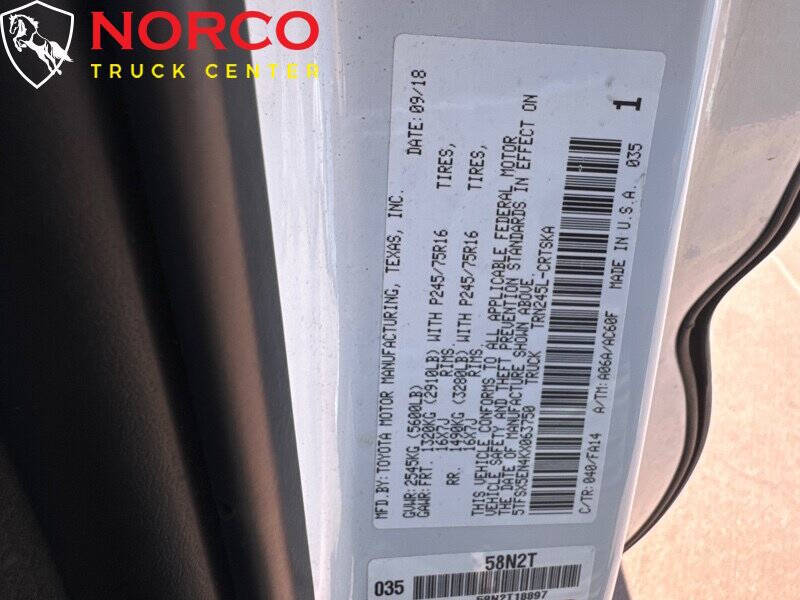 NORCO
TRUCK CENTER
MFD.BY: TOYOTA MOTOR MANUFACTURING, TEXAS, INC. DATE: 09/18
GVWR: 2545KG (5600LB)
GAWR: FRT. 1320KG (2910LB) WITH P245/75R16 TIRES,
16x7J RIMS.
RR. 1490KG (3280LB) WITH P245/75R16 TIRES,
16x7J RIMS
THIS VEHICLE CONFORMS TO ALL APPLICABLE FEDERAL MOTOR
VEHICLE SAFETY AND THEFT PREVENTION STANDARDS IN EFFECT ON
THE DATE OF MANUFACTURE SHOWN ABOVE.
5TFSX5EN4KX063750 TRUCK TRN245L-CRTSKA
C/TR: 040/FA14 A/TM: A06A/AC60F MADE IN U.S.A. 035
1
58N2T
035
58N2T18897